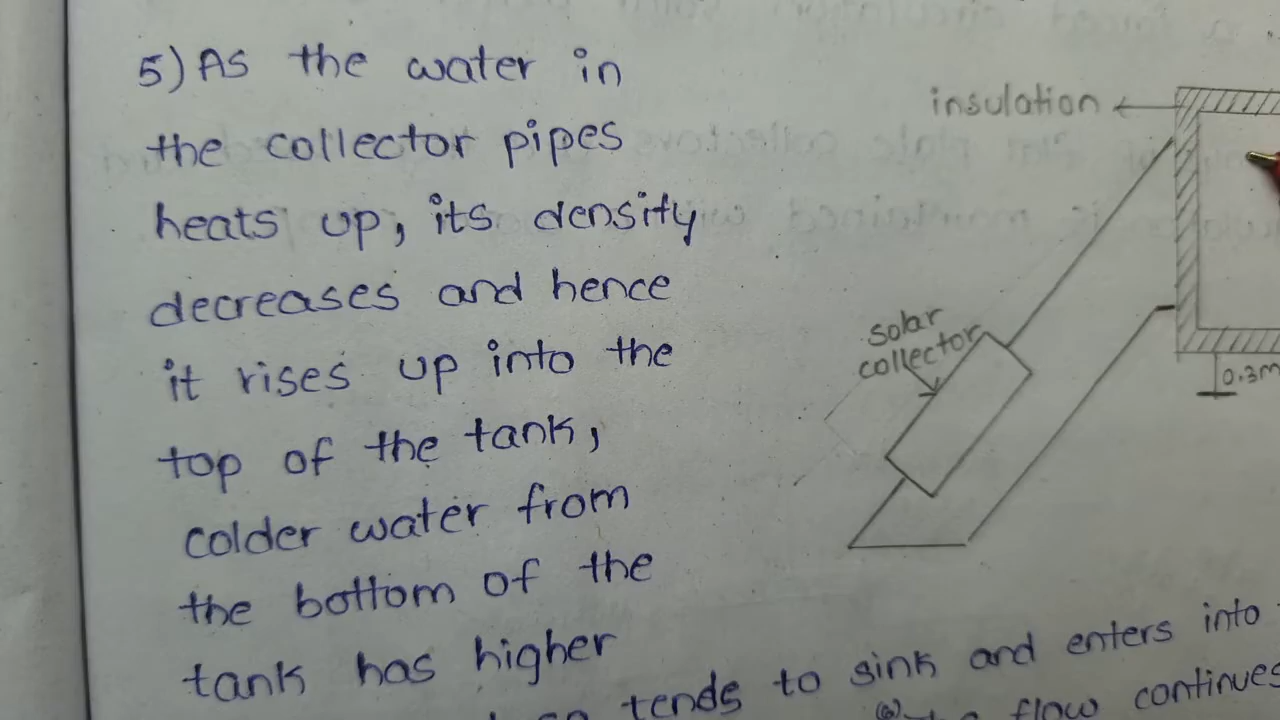 5) As the water in
the collector pipes
heats up, its density
decreases and hence
it rises up into the
top of the tank,
colder water from
the bottom of the
tank has higher
tends to sink and enters into
flow continues
insulation
solar
collector
0.3m